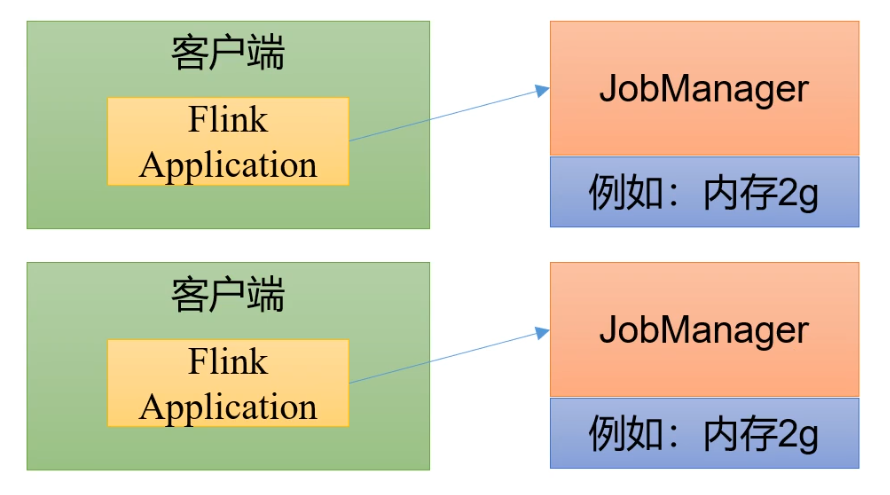 客户端
Flink
Application
JobManager
例如：内存2g
客户端
Flink
Application
JobManager
例如：内存2g